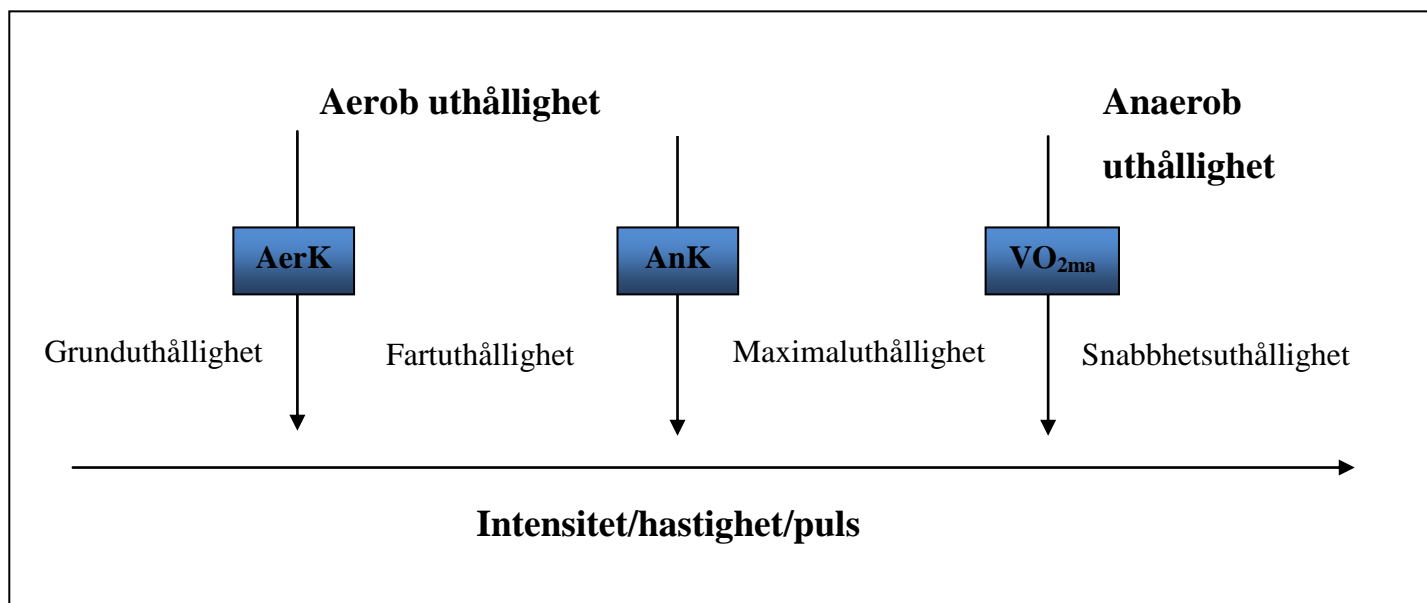 Aerob uthållighet
Anaerob
uthållighet
AerK
AnK
VO₂ma
Grunduthållighet
Fartuthållighet
Maximaluthållighet
Snabbhetsuthållighet
Intensitet/hastighet/puls